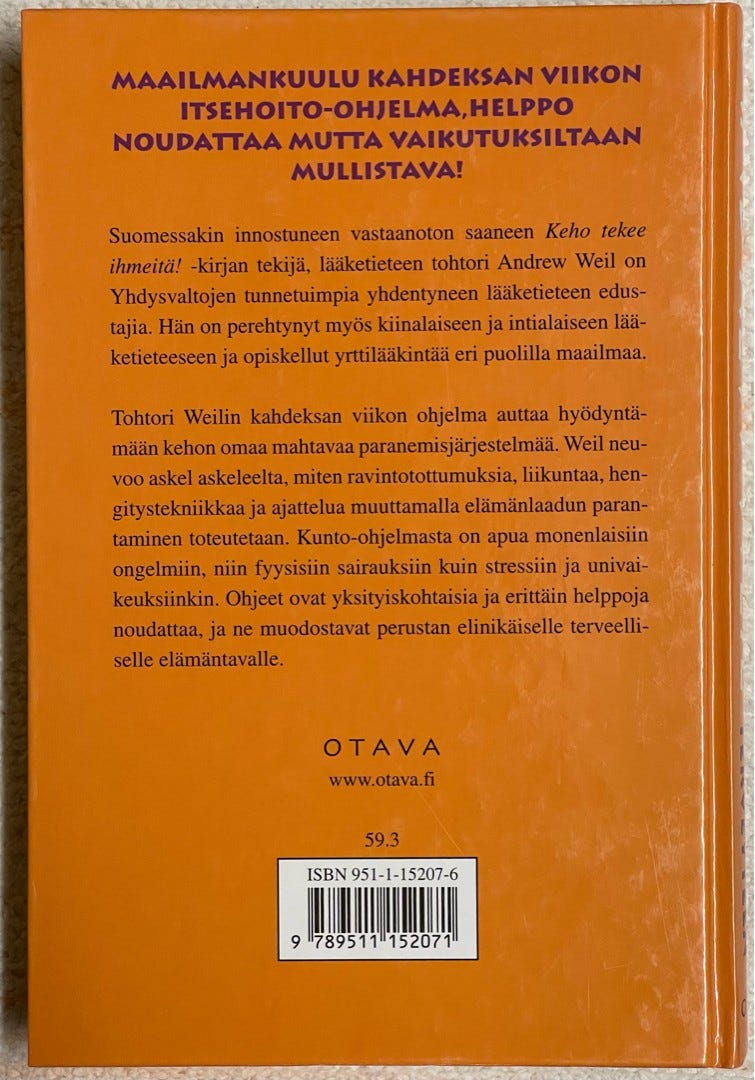 MAAILMANKUULU KAHDEKSAN VIIKON
ITSEHOITO-OHJELMA, HELPPO
NOUDATTAA MUTTA VAIKUTUKSILTAAN
MULLISTAVA!
Suomessakin innostuneen vastaanoton saaneen Keho tekee
ihmeitä! -kirjan tekijä, lääketieteen tohtori Andrew Weil on
Yhdysvaltojen tunnetuimpia yhdentyneen lääketieteen edus-
tajia. Hän on perehtynyt myös kiinalaiseen ja intialaiseen lää-
ketieteeseen ja opiskellut yrttilääkintää eri puolilla maailmaa.
Tohtori Weilin kahdeksan viikon ohjelma auttaa hyödyntä-
mään kehon omaa mahtavaa paranemisjärjestelmää. Weil neu-
voo askel askeleelta, miten ravintotottumuksia, liikuntaa, hen-
gitystekniikkaa ja ajattelua muuttamalla elämänlaadun paran-
taminen toteutetaan. Kunto-ohjelmasta on apua monenlaisiin
ongelmiin, niin fyysisiin sairauksiin kuin stressiin ja univai-
keuksiinkin. Ohjeet ovat yksityiskohtaisia ja erittäin helppoja
noudattaa, ja ne muodostavat perustan elinikäiselle terveelli-
selle elämäntavalle.
OTAVA
www.otava.fi
59.3
ISBN 951-1-15207-6
9 789511 152071